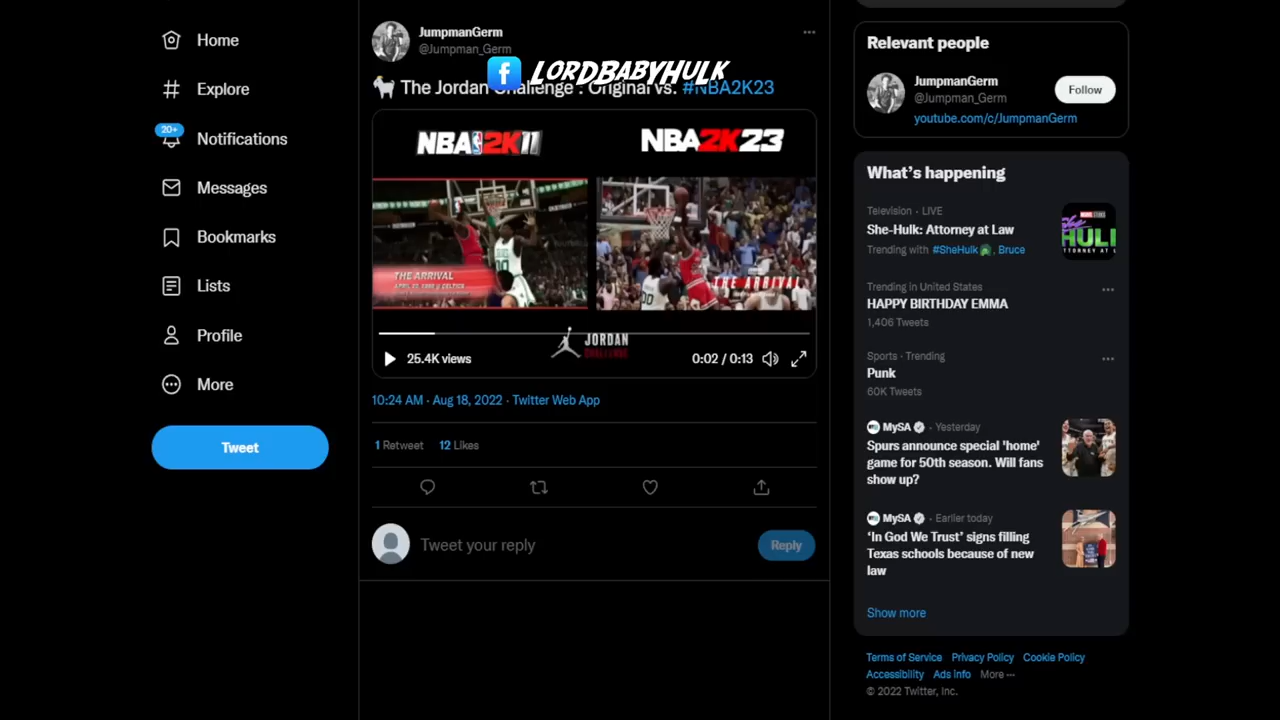 Home
Explore
20+
Notifications
Messages
Bookmarks
Lists
Profile
More
Tweet
JumpmanGerm
@Jumpman_Germ
LORDBABYHULK
The Jordan Challenge : Original vs. #NBA2K23
NBA 2K11
NBA2K23
THE ARRIVAL
THE ARRIVAL
JORDAN
CHALLENGE
25.4K views
0:02 / 0:13
10:24 AM · Aug 18, 2022 · Twitter Web App
1 Retweet 12 Likes
Tweet your reply
Reply
Relevant people
JumpmanGerm
@Jumpman_Germ
Follow
youtube.com/c/JumpmanGerm
What's happening
Television · LIVE
She-Hulk: Attorney at Law
Trending with #SheHulk, Bruce
Trending in United States
HAPPY BIRTHDAY EMMA
1,406 Tweets
Sports · Trending
Punk
60K Tweets
MySA · Yesterday
Spurs announce special 'home'
game for 50th season. Will fans
show up?
MySA · Earlier today
'In God We Trust' signs filling
Texas schools because of new
law
Show more
Terms of Service Privacy Policy Cookie Policy
Accessibility Ads info More ···
© 2022 Twitter, Inc.